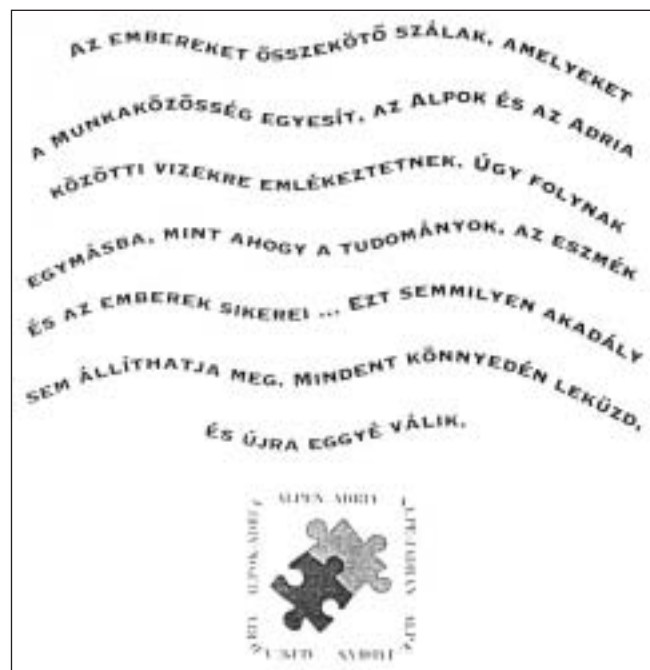 AZ EMBEREKET ÖSSZEKÖTŐ SZÁLAK, AMELYEKET
A MUNKAKÖZÖSSÉG EGYESÍT, AZ ALPOK ÉS AZ ADRIA
KÖZÖTTI VIZEKRE EMLÉKEZTETNEK. ÚGY FOLYNAK
EGYMÁSBA, MINT AHOGY A TUDOMÁNYOK, AZ ESZMÉK
ÉS AZ EMBEREK SIKEREI ... EZT SEMMILYEN AKADÁLY
SEM ÁLLÍTHATJA MEG. MINDENT KÖNNYEDÉN LEKÜZD,
ÉS ÚJRA EGGYÉ VÁLIK.
ALPEN ADRIA